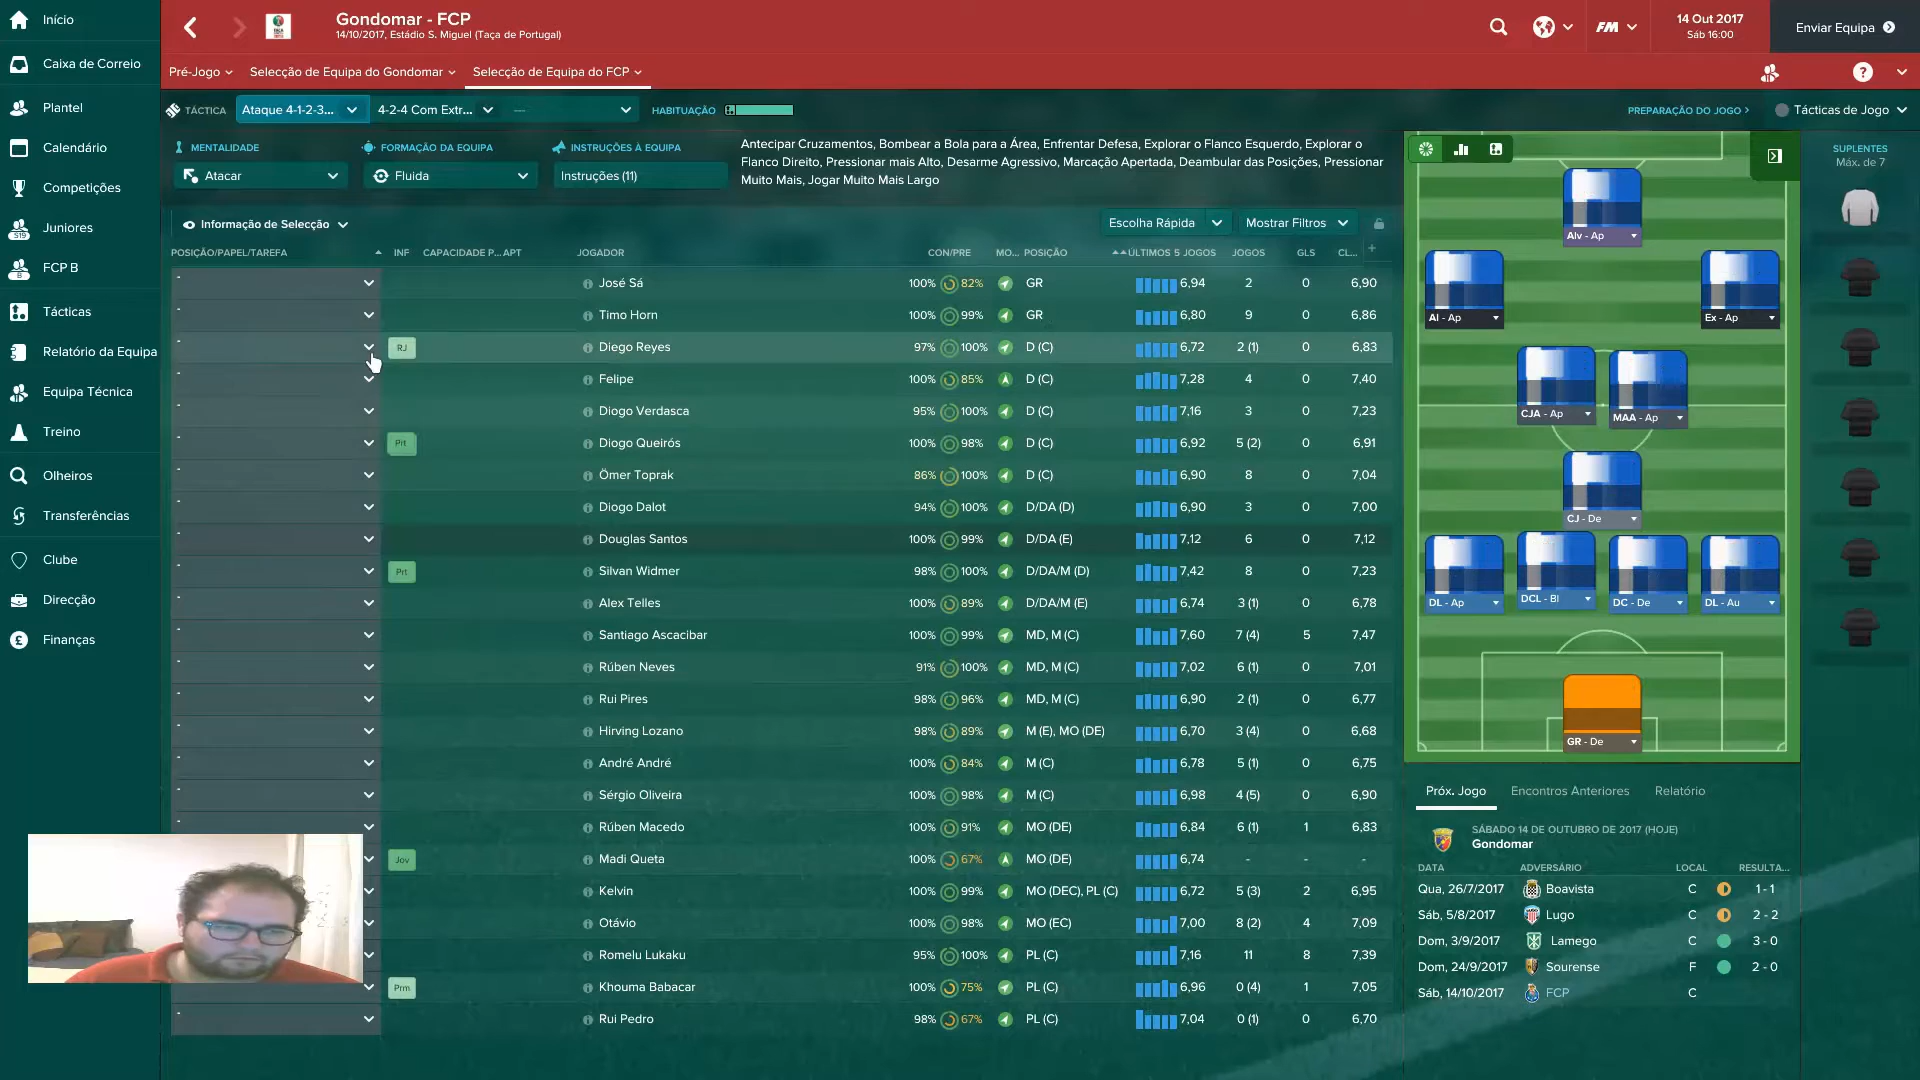 Início
Caixa de Correio
Plantel
Calendário
Competições
Juniores
FCP B
Tácticas
Relatório da Equipa
Equipa Técnica
Treino
Olheiros
Transferências
Clube
Direcção
Finanças
Gondomar - FCP
14/10/2017, Estádio S. Miguel (Taça de Portugal)
FM
14 Out 2017
Sáb 16:00
Enviar Equipa
Pré-Jogo Selecção de Equipa do Gondomar Selecção de Equipa do FCP
TÁCTICA Ataque 4-1-2-3... 4-2-4 Com Extr... --- HABITUAÇÃO PREPARAÇÃO DO JOGO > Tácticas de Jogo
MENTALIDADE FORMAÇÃO DA EQUIPA INSTRUÇÕES À EQUIPA
Atacar Fluida Instruções (11)
Antecipar Cruzamentos, Bombear a Bola para a Área, Enfrentar Defesa, Explorar o Flanco Esquerdo, Explorar o
Flanco Direito, Pressionar mais Alto, Desarme Agressivo, Marcação Apertada, Deambular das Posições, Pressionar
Muito Mais, Jogar Muito Mais Largo
Informação de Selecção Escolha Rápida Mostrar Filtros
POSIÇÃO/PAPEL/TAREFA INF CAPACIDADE P... APT JOGADOR CON/PRE MO... POSIÇÃO ÚLTIMOS 5 JOGOS JOGOS GLS CL... +
- José Sá 100% 82% GR 6,94 2 0 6,90
- Timo Horn 100% 99% GR 6,80 9 0 6,86
- RJ Diego Reyes 97% 100% D (C) 6,72 2 (1) 0 6,83
- Felipe 100% 85% D (C) 7,28 4 0 7,40
- Diogo Verdasca 95% 100% D (C) 7,16 3 0 7,23
- Prt Diogo Queirós 100% 98% D (C) 6,92 5 (2) 0 6,91
- Ömer Toprak 86% 100% D (C) 6,90 8 0 7,04
- Diogo Dalot 94% 100% D/DA (D) 6,90 3 0 7,00
- Douglas Santos 100% 99% D/DA (E) 7,12 6 0 7,12
- Prt Silvan Widmer 98% 100% D/DA/M (D) 7,42 8 0 7,23
- Alex Telles 100% 89% D/DA/M (E) 6,74 3 (1) 0 6,78
- Santiago Ascacibar 100% 99% MD, M (C) 7,60 7 (4) 5 7,47
- Rúben Neves 91% 100% MD, M (C) 7,02 6 (1) 0 7,01
- Rui Pires 98% 96% MD, M (C) 6,90 2 (1) 0 6,77
- Hirving Lozano 98% 89% M (E), MO (DE) 6,70 3 (4) 0 6,68
- André André 100% 84% M (C) 6,78 5 (1) 0 6,75
- Sérgio Oliveira 100% 98% M (C) 6,98 4 (5) 0 6,90
Rúben Macedo 100% 91% MO (DE) 6,84 6 (1) 1 6,83
Jov Madi Queta 100% 67% MO (DE) 6,74 - - -
Kelvin 100% 99% MO (DEC), PL (C) 6,72 5 (3) 2 6,95
Otávio 100% 98% MO (EC) 7,00 8 (2) 4 7,09
Romelu Lukaku 95% 100% PL (C) 7,16 11 8 7,39
Prm Khouma Babacar 100% 75% PL (C) 6,96 0 (4) 1 7,05
- Rui Pedro 98% 67% PL (C) 7,04 0 (1) 0 6,70
Alv - Ap
AI - Ap Ex - Ap
CJA - Ap MAA - Ap
CJ - De
DL - Ap DCL - Bl DC - De DL - Au
GR - De
SUPLENTES
Máx. de 7
Próx. Jogo Encontros Anteriores Relatório
SÁBADO 14 DE OUTUBRO DE 2017 (HOJE)
Gondomar
DATA ADVERSÁRIO LOCAL RESULTA...
Qua, 26/7/2017 Boavista C 1 - 1
Sáb, 5/8/2017 Lugo C 2 - 2
Dom, 3/9/2017 Lamego C 3 - 0
Dom, 24/9/2017 Sourense F 2 - 0
Sáb, 14/10/2017 FCP C